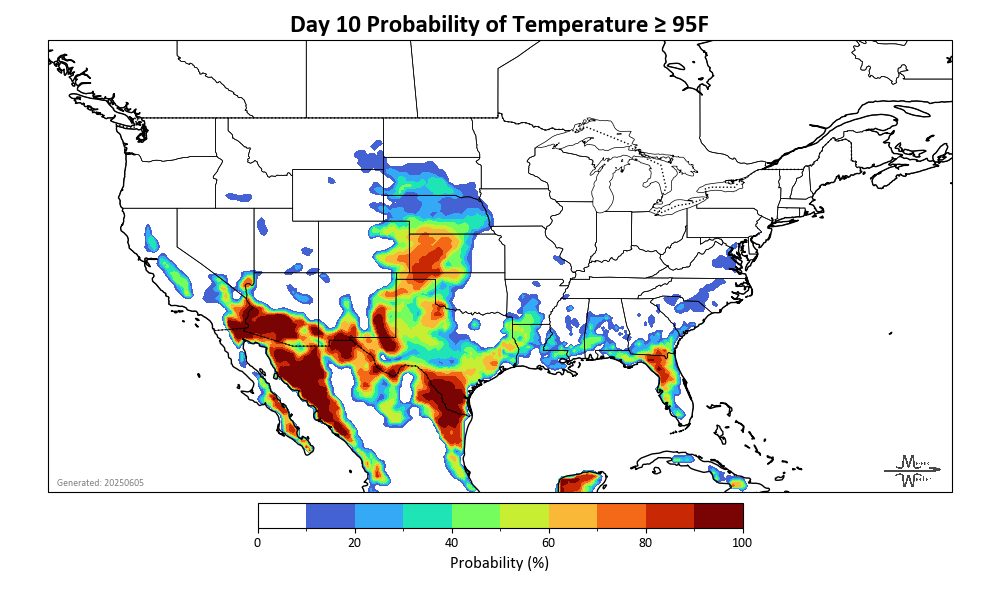 Day 10 Probability of Temperature ≥ 95F
Generated: 20250605
0 20 40 60 80 100
Probability (%)